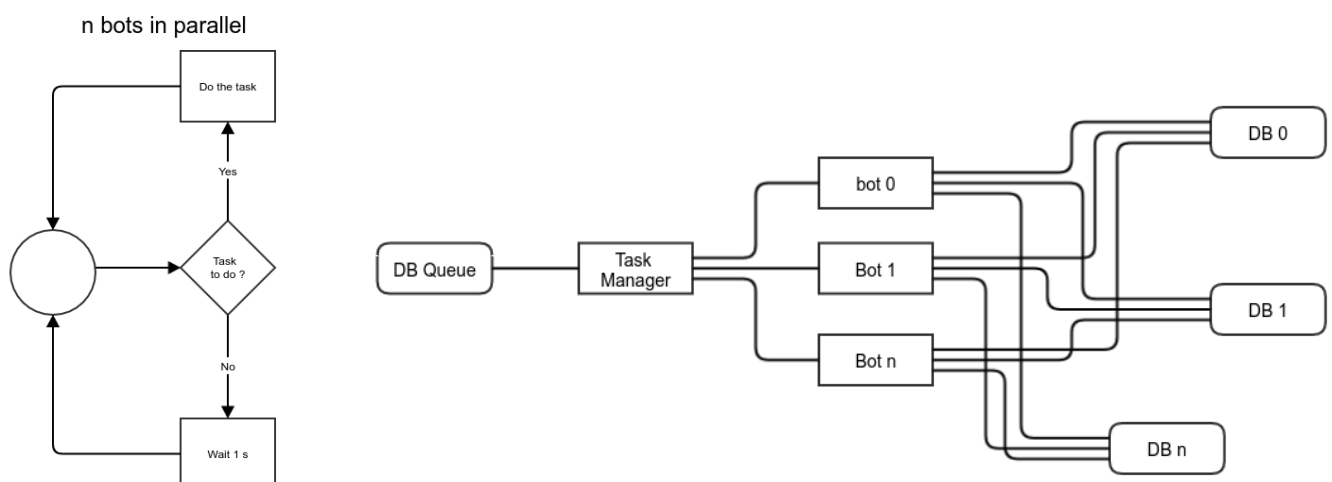 n bots in parallel
Do the task
Yes
Task
to do ?
No
Wait 1 s
DB Queue
Task
Manager
bot 0
Bot 1
Bot n
DB 0
DB 1
DB n